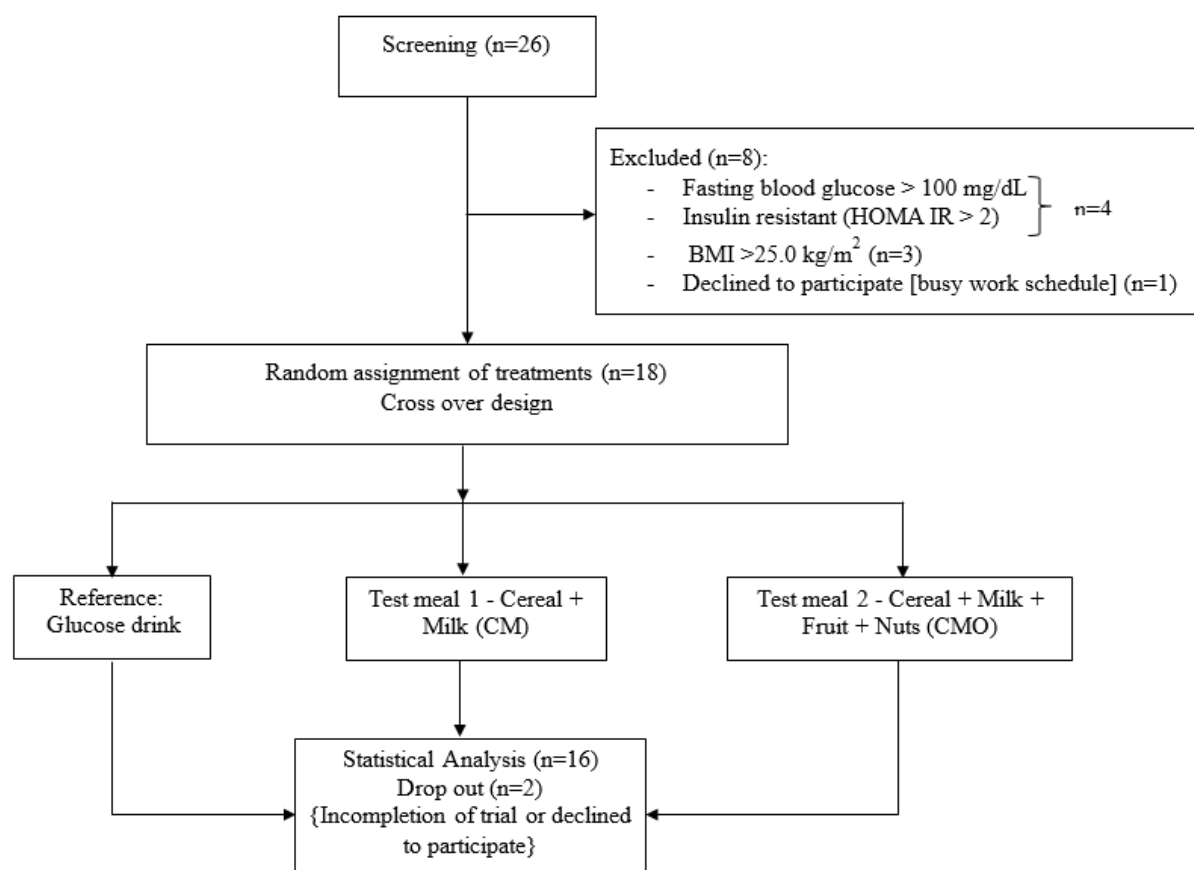 Screening (n=26)
Excluded (n=8):
- Fasting blood glucose > 100 mg/dL
- Insulin resistant (HOMA IR > 2)
n=4
- BMI >25.0 kg/m² (n=3)
- Declined to participate [busy work schedule] (n=1)
Random assignment of treatments (n=18)
Cross over design
Reference:
Glucose drink
Test meal 1 - Cereal +
Milk (CM)
Test meal 2 - Cereal + Milk +
Fruit + Nuts (CMO)
Statistical Analysis (n=16)
Drop out (n=2)
{Incompletion of trial or declined
to participate}